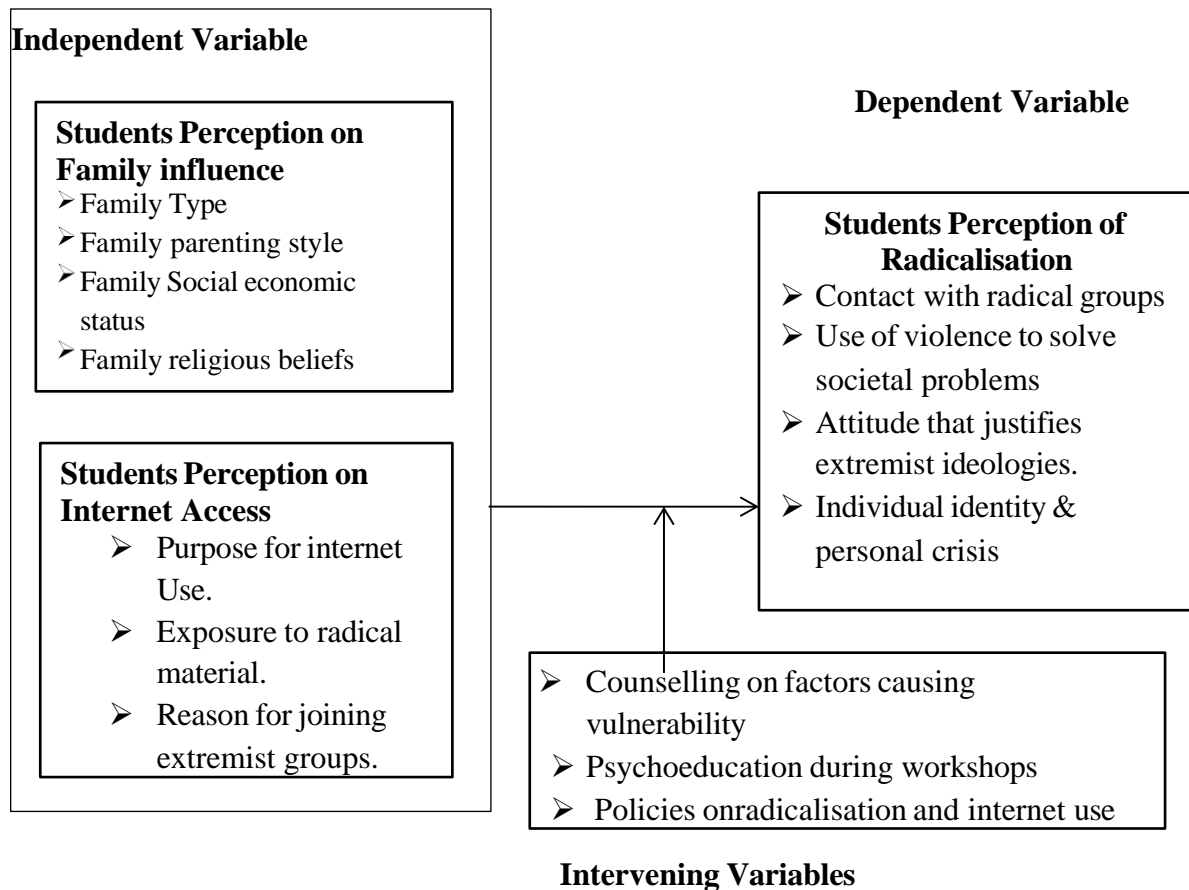 Independent Variable
Students Perception on
Family influence
➢ Family Type
➢ Family parenting style
➢ Family Social economic
status
➢ Family religious beliefs
Students Perception on
Internet Access
➢ Purpose for internet
Use.
➢ Exposure to radical
material.
➢ Reason for joining
extremist groups.
Dependent Variable
Students Perception of
Radicalisation
➢ Contact with radical groups
➢ Use of violence to solve
societal problems
➢ Attitude that justifies
extremist ideologies.
➢ Individual identity &
personal crisis
➢ Counselling on factors causing
vulnerability
➢ Psychoeducation during workshops
➢ Policies onradicalisation and internet use
Intervening Variables